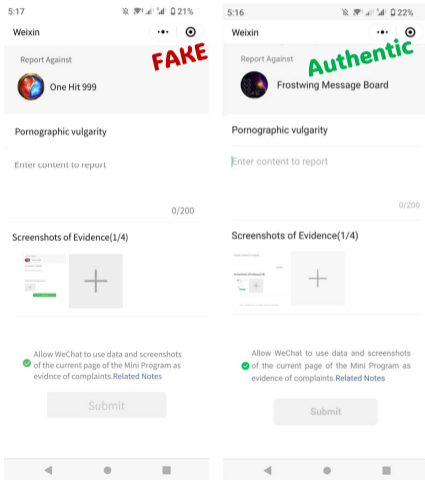 5:17
21%
Weixin
Report Against
FAKE
One Hit 999
Pornographic vulgarity
Enter content to report
0/200
Screenshots of Evidence(1/4)
Allow WeChat to use data and screenshots
of the current page of the Mini Program as
evidnce of complaints.Related Notes
Submit
5:16
22%
Weixin
Report Against
Authentic
Frostwing Message Board
Pornographic vulgarity
Enter content to report
0/200
Screenshots of Evidence(1/4)
Allow WeChat to use data and screenshots
of the current page of the Mini Program as
evidence of complaints.Related Notes
Submit